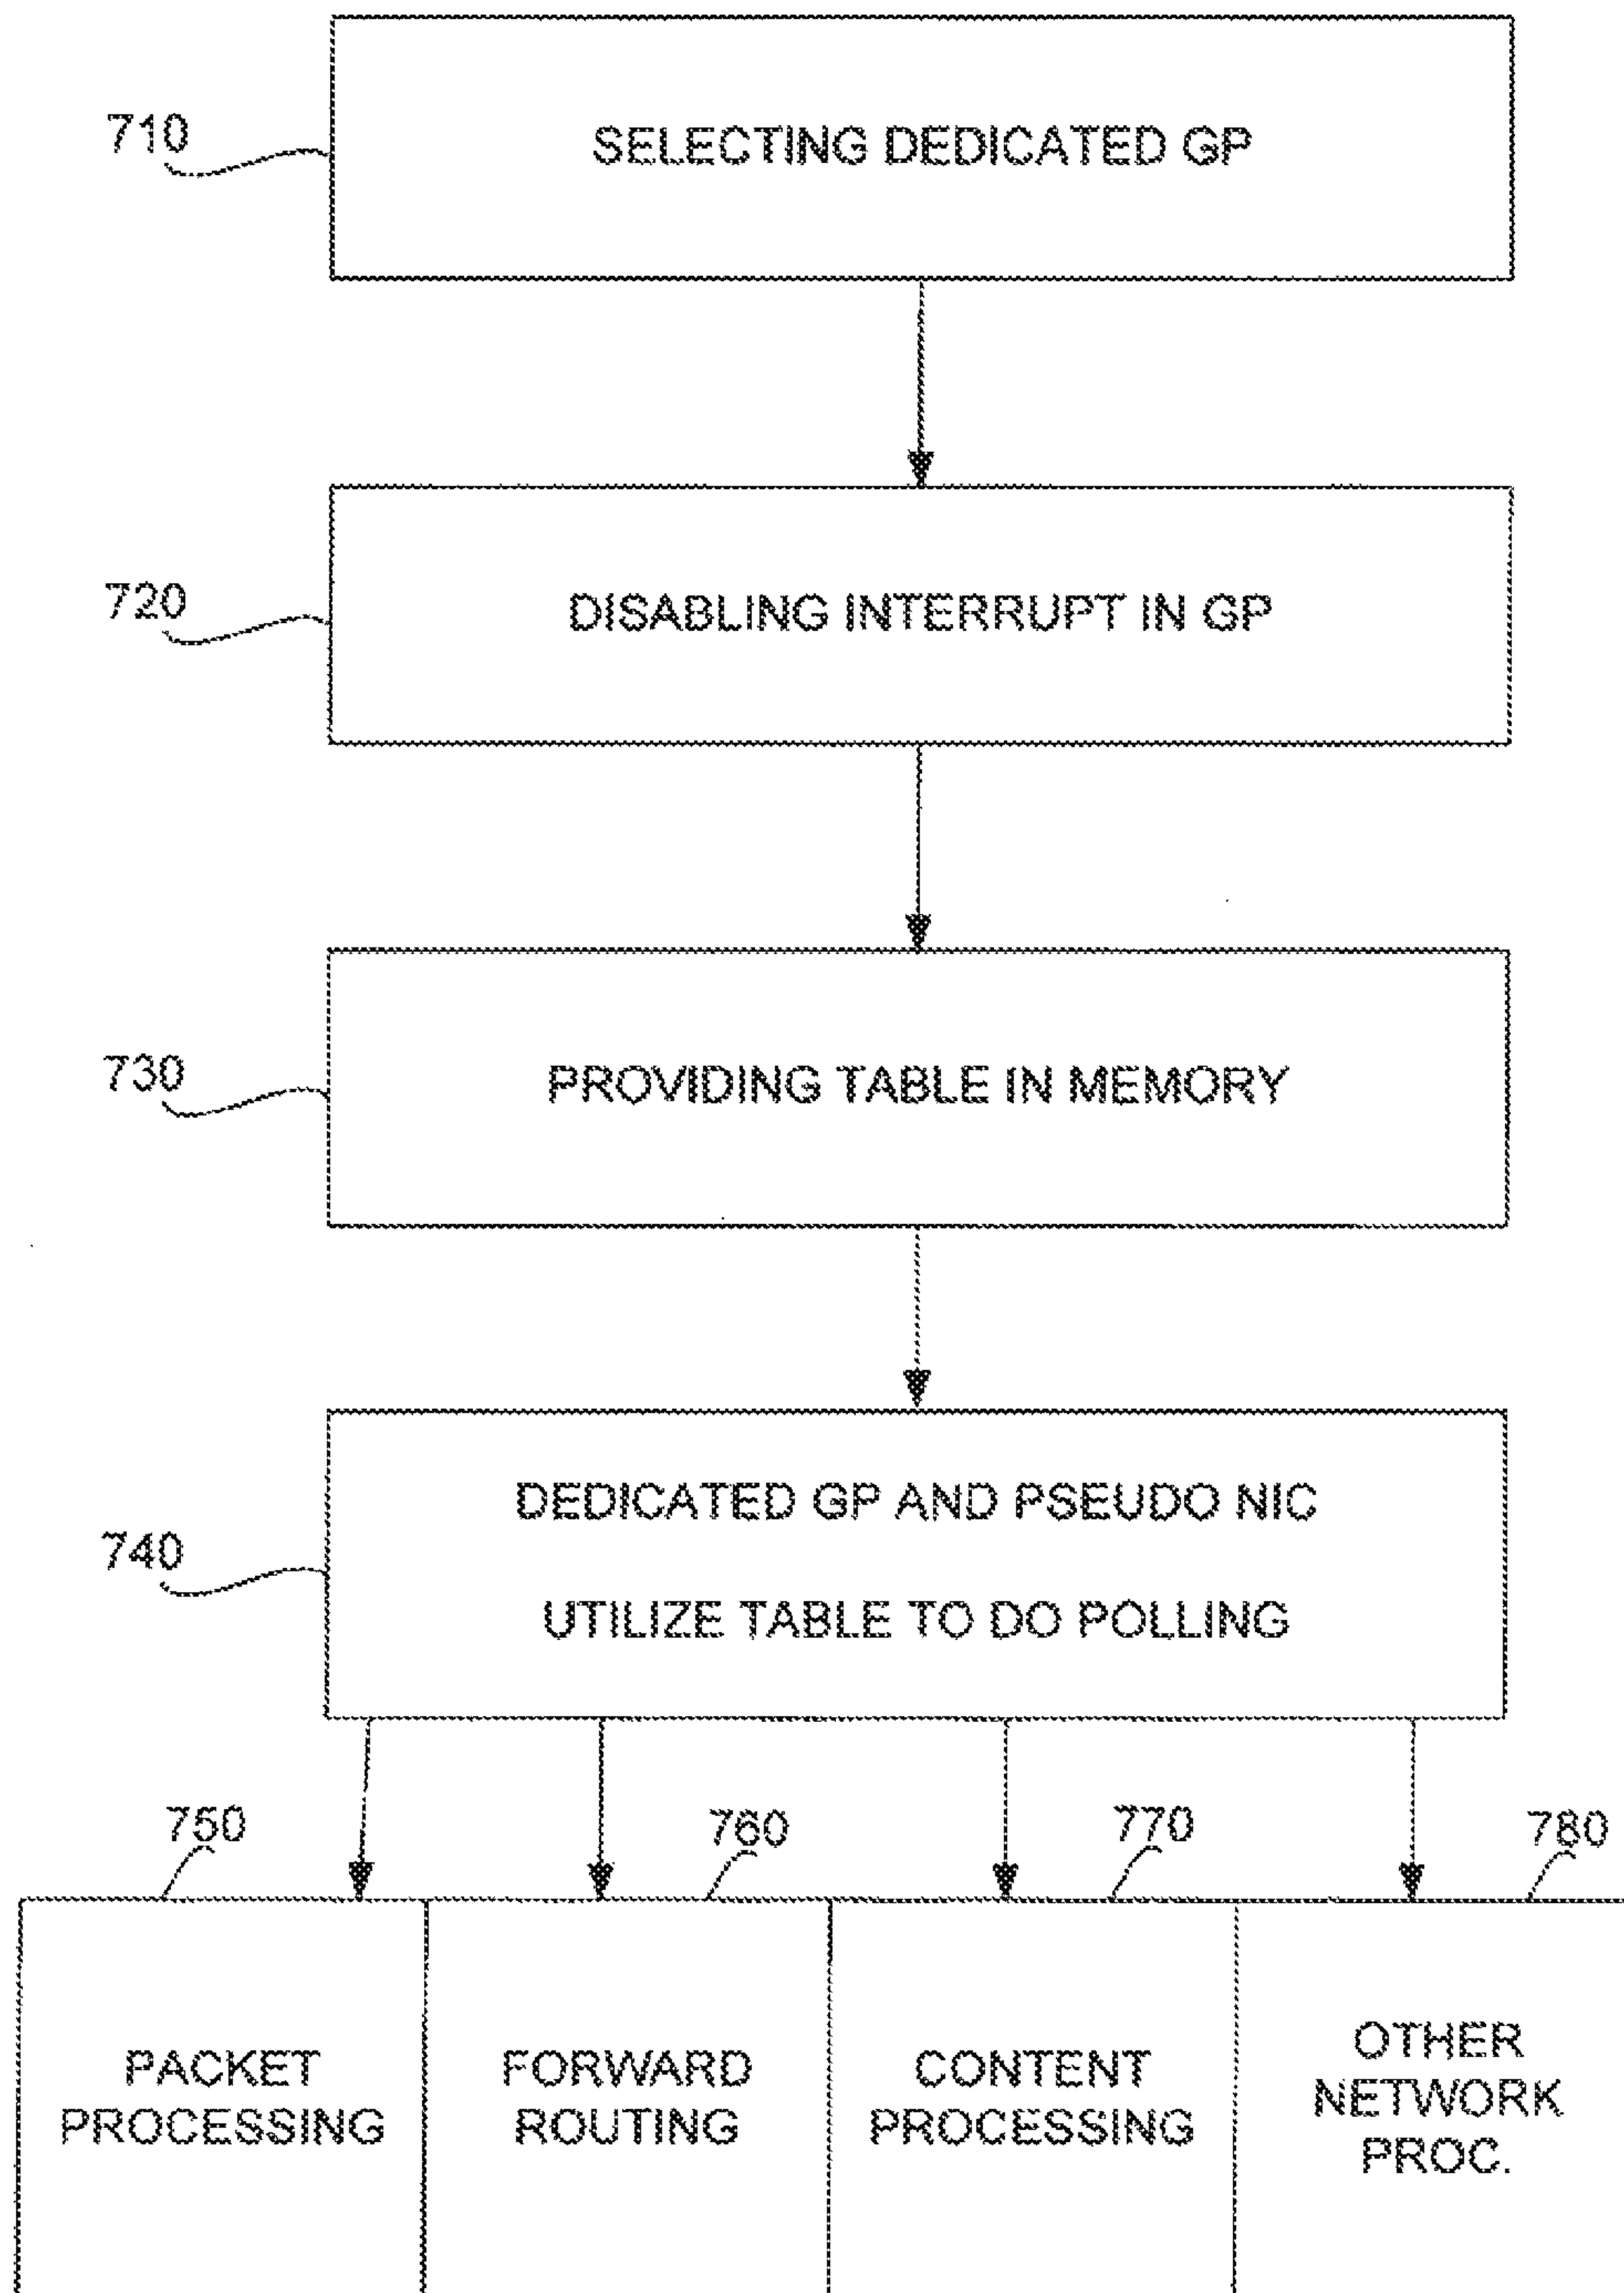 710
SELECTING DEDICATED GP
720
DISABLING INTERRUPT IN GP
730
PROVIDING TABLE IN MEMORY
740
DEDICATED GP AND PSEUDO NIC
UTILIZE TABLE TO DO POLLING
750
760
770
780
PACKET
PROCESSING
FORWARD
ROUTING
CONTENT
PROCESSING
OTHER
NETWORK
PROC.